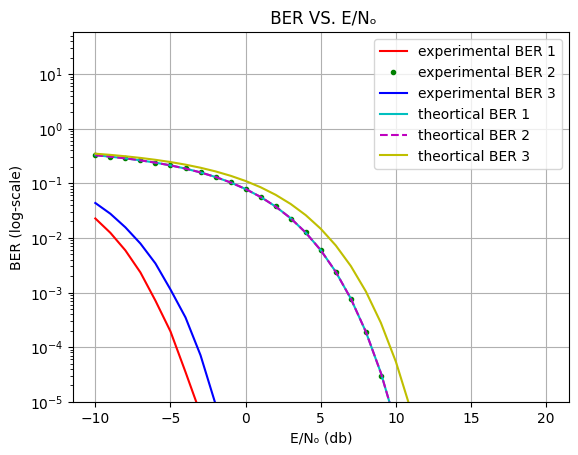 BER VS. E/Nₒ
experimental BER 1
experimental BER 2
experimental BER 3
theortical BER 1
theortical BER 2
theortical BER 3
BER (log-scale)
10¹
10⁰
10⁻¹
10⁻²
10⁻³
10⁻⁴
10⁻⁵
−10 −5 0 5 10 15 20
E/Nₒ (db)